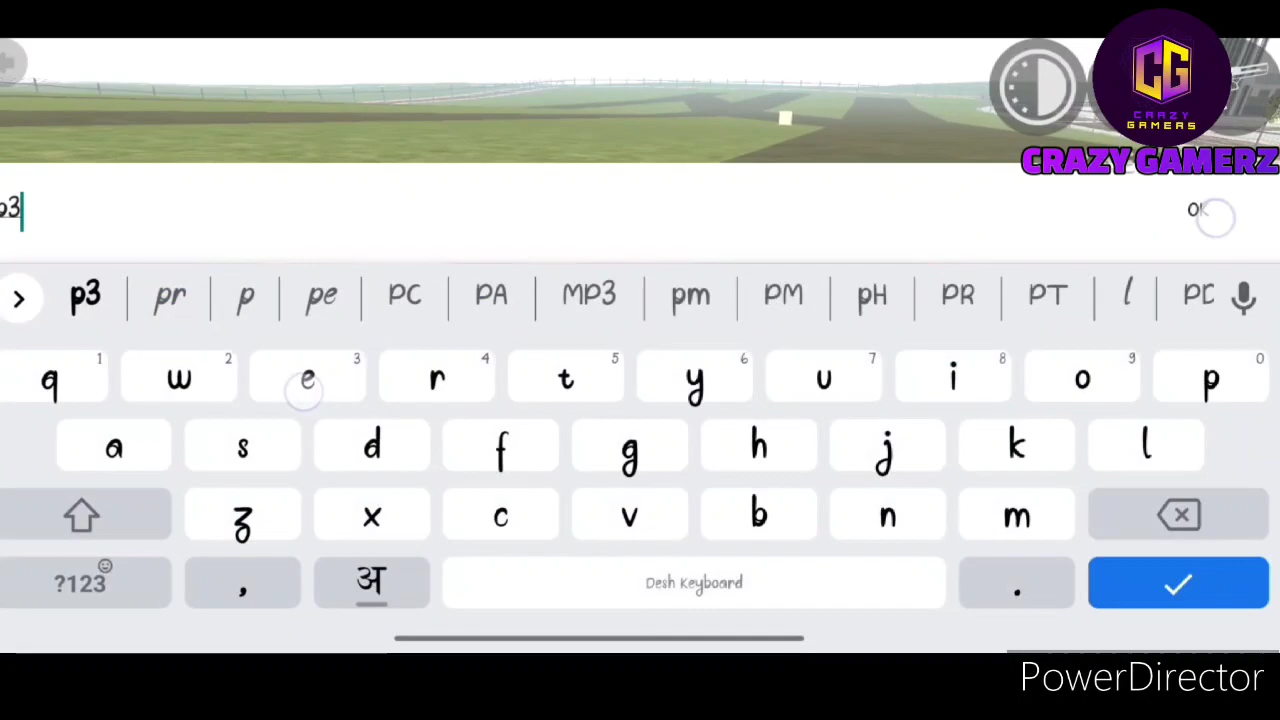 CG
CRAZY
GAMERS
CRAZY GAMERZ
p3
OK
p3 pr p pe PC PA MP3 pm PM pH PR PT l PD
1 2 3 4 5 6 7 8 9 0
q w e r t y u i o p
a s d f g h j k l
z x c v b n m
?123 , अ Desh Keyboard .
PowerDirector